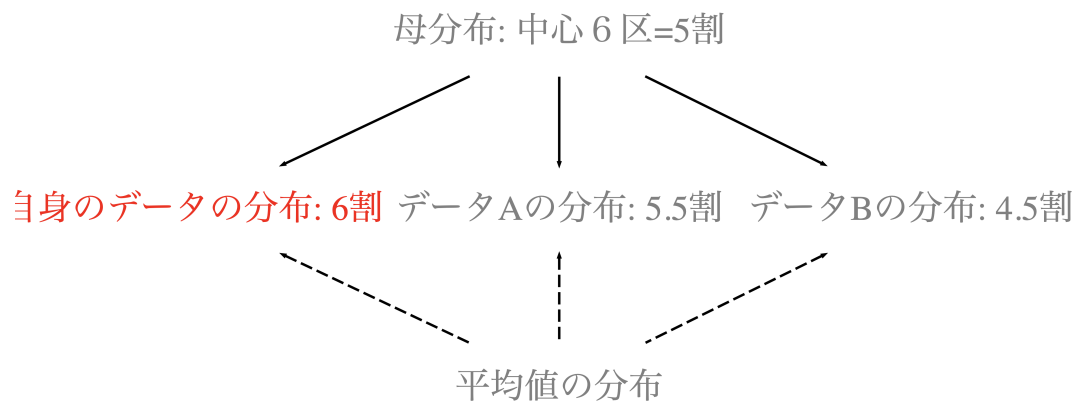 母分布: 中心６区=5割
自身のデータの分布: 6割
データAの分布: 5.5割
データBの分布: 4.5割
平均値の分布